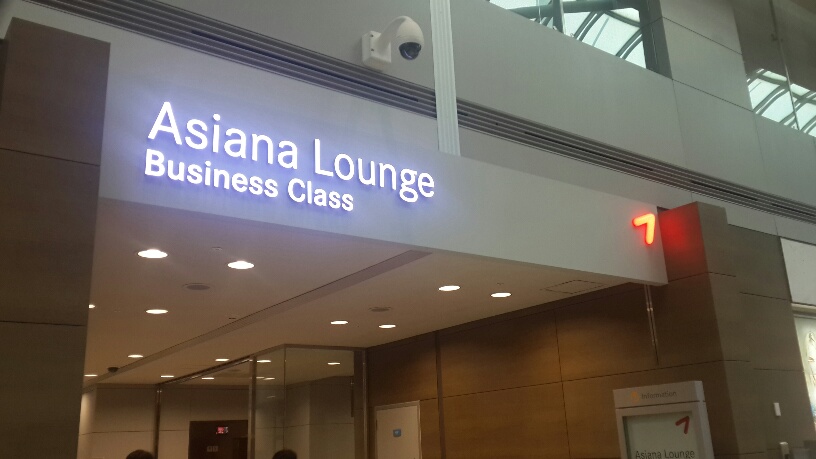 Asiana Lounge
Business Class
Information
Asiana Lounge